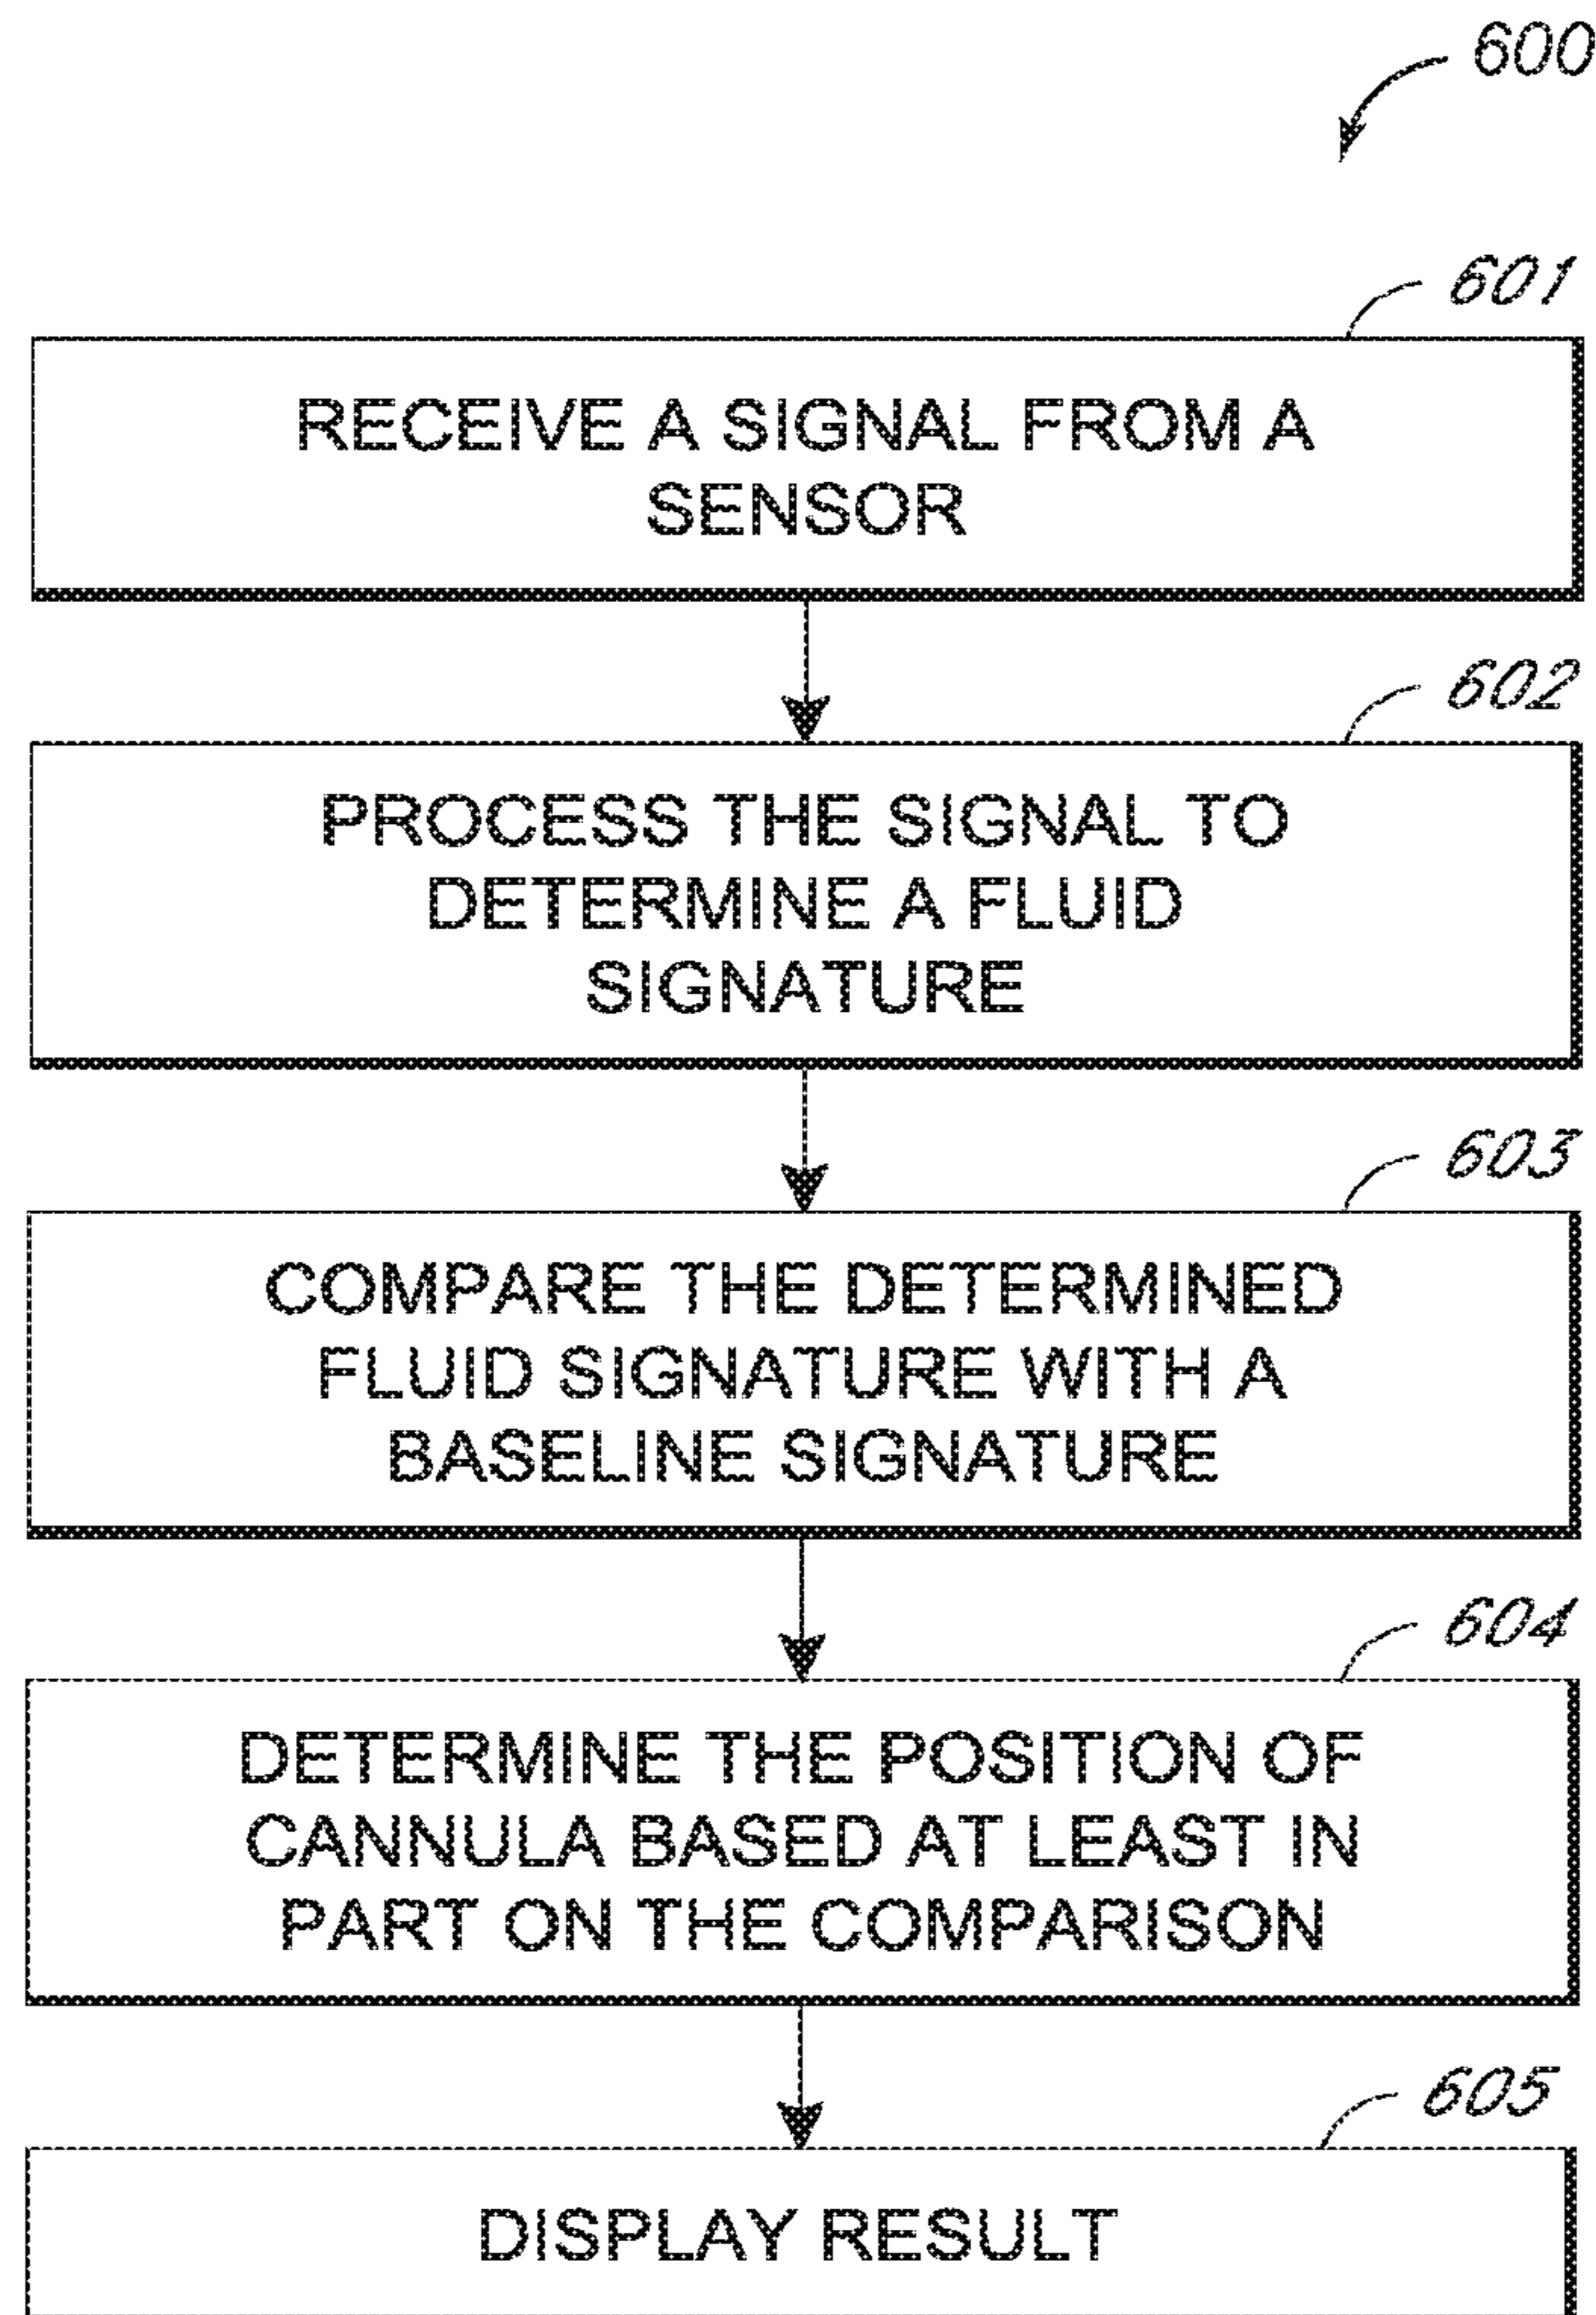 600
601
RECEIVE A SIGNAL FROM A
SENSOR
602
PROCESS THE SIGNAL TO
DETERMINE A FLUID
SIGNATURE
603
COMPARE THE DETERMINED
FLUID SIGNATURE WITH A
BASELINE SIGNATURE
604
DETERMINE THE POSITION OF
CANNULA BASED AT LEAST IN
PART ON THE COMPARISON
605
DISPLAY RESULT